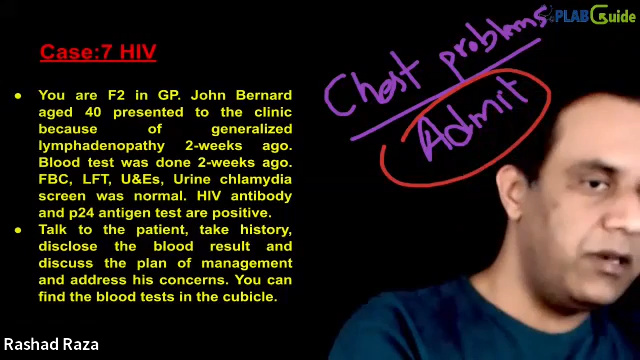 PLABGuide
Case:7 HIV
Chest problems
Admit
● You are F2 in GP. John Bernard
aged 40 presented to the clinic
because of generalized
lymphadenopathy 2-weeks ago.
Blood test was done 2-weeks ago.
FBC, LFT, U&Es, Urine chlamydia
screen was normal. HIV antibody
and p24 antigen test are positive.
● Talk to the patient, take history,
disclose the blood result and
discuss the plan of management
and address his concerns. You can
find the blood tests in the cubicle.
Rashad Raza